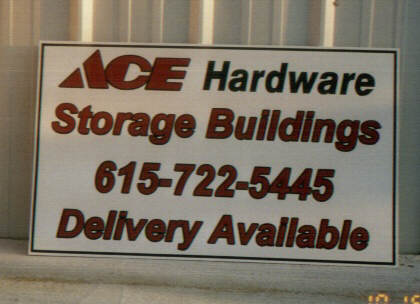 ACE Hardware
Storage Buildings
615-722-5445
Delivery Available